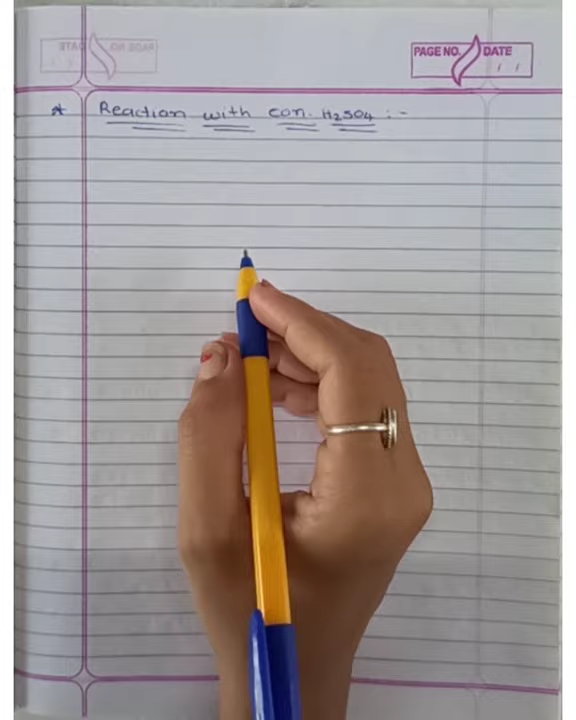 PAGE NO. DATE
* Reaction with con. H2SO4 :-